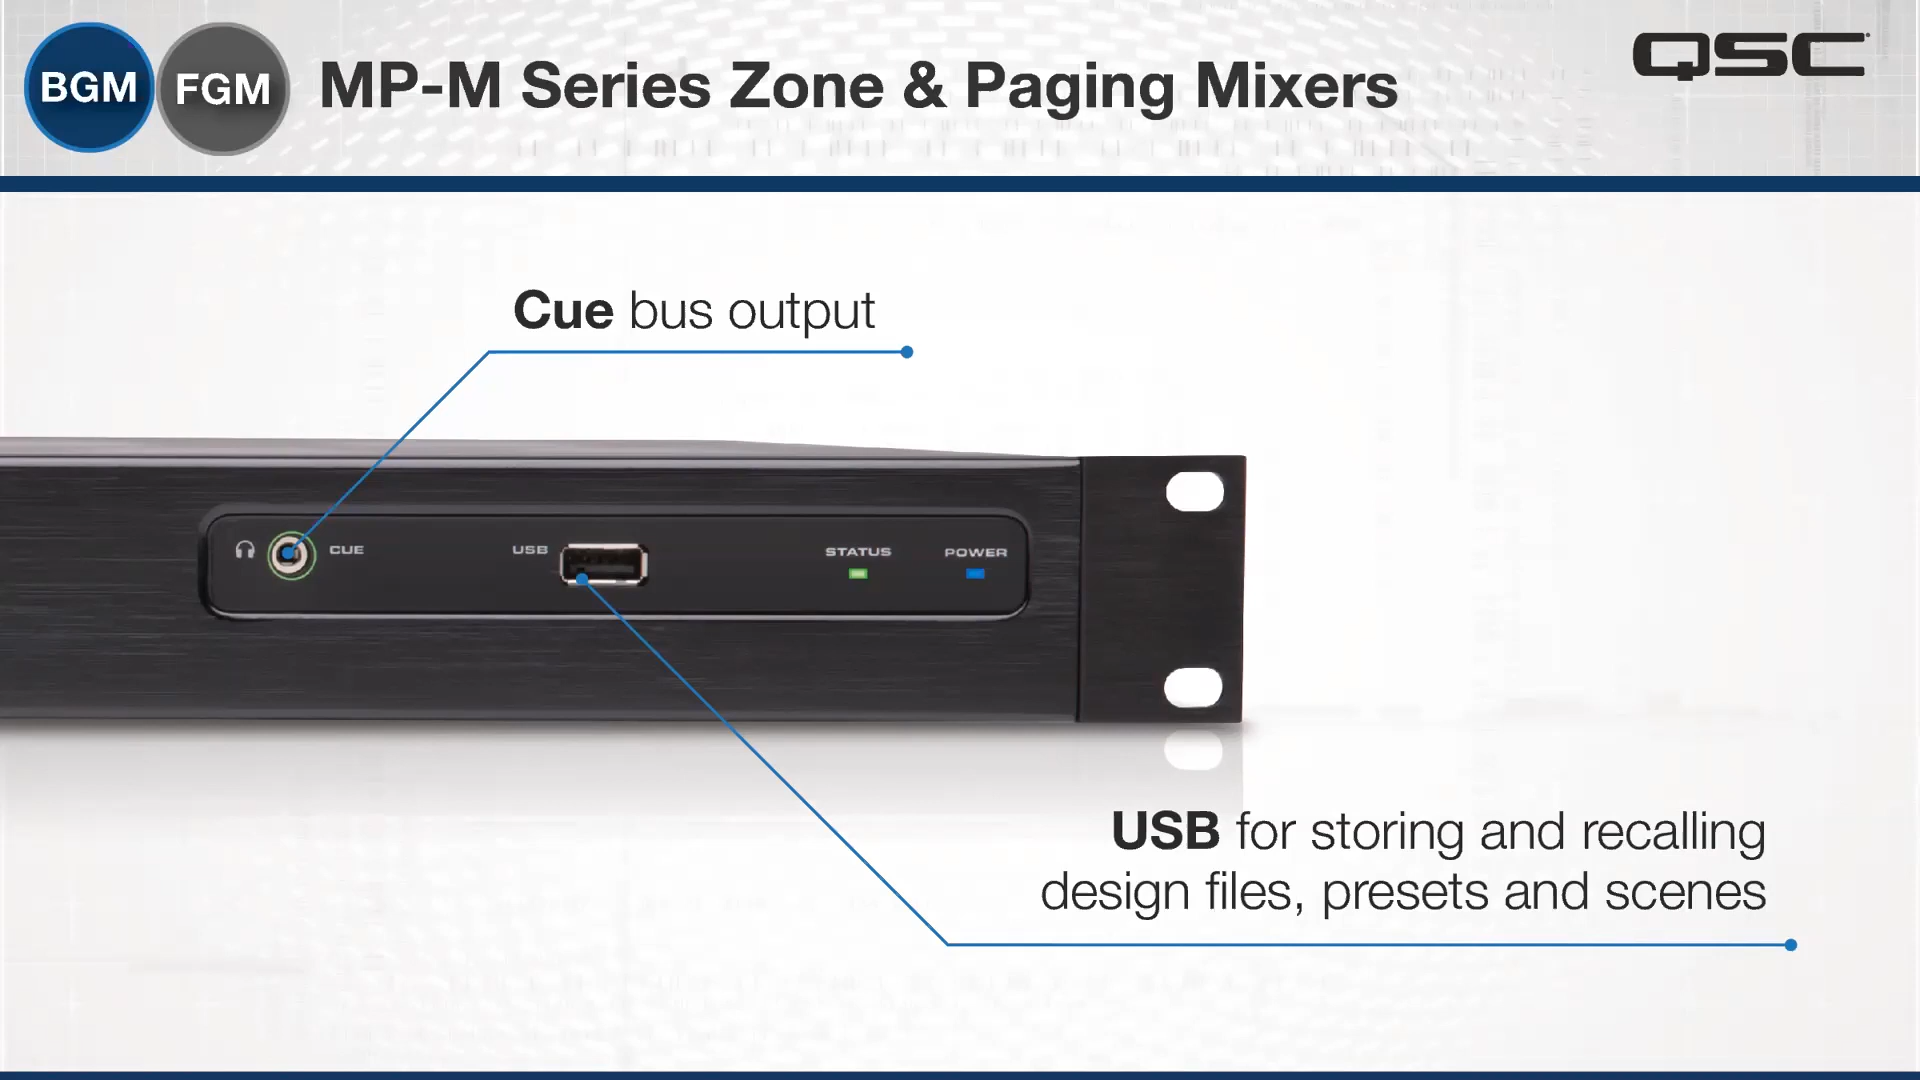 BGM FGM MP-M Series Zone & Paging Mixers QSC
Cue bus output
CUE USB STATUS POWER
USB for storing and recalling
design files, presets and scenes